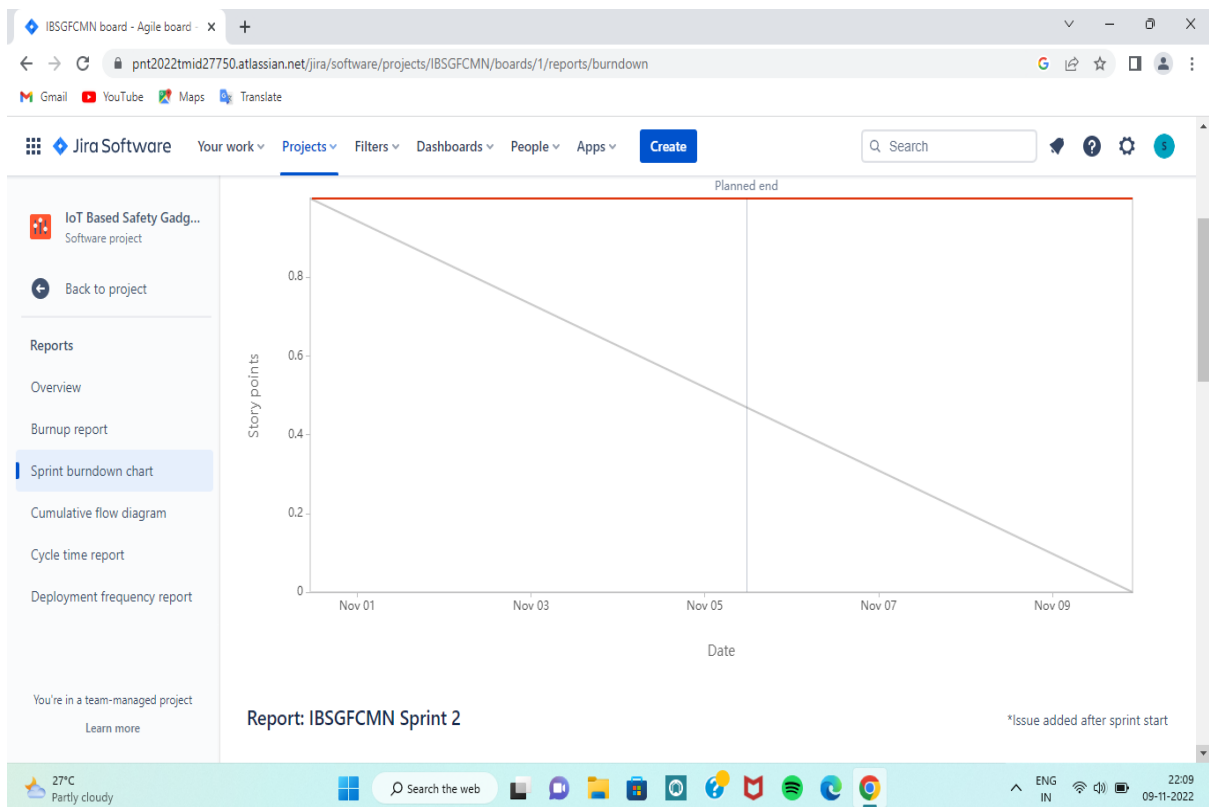 IBSGFCMN board - Agile board -
pnt2022tmid27750.atlassian.net/jira/software/projects/IBSGFCMN/boards/1/reports/burndown
Gmail YouTube Maps Translate
Jira Software Your work Projects Filters Dashboards People Apps Create Search S
IoT Based Safety Gadg...
Software project
Back to project
Reports
Overview
Burnup report
Sprint burndown chart
Cumulative flow diagram
Cycle time report
Deployment frequency report
You're in a team-managed project
Learn more
Planned end
Story points
0.8
0.6
0.4
0.2
0
Nov 01 Nov 03 Nov 05 Nov 07 Nov 09
Date
Report: IBSGFCMN Sprint 2
*Issue added after sprint start
27°C
Partly cloudy
Search the web
ENG
IN
22:09
09-11-2022